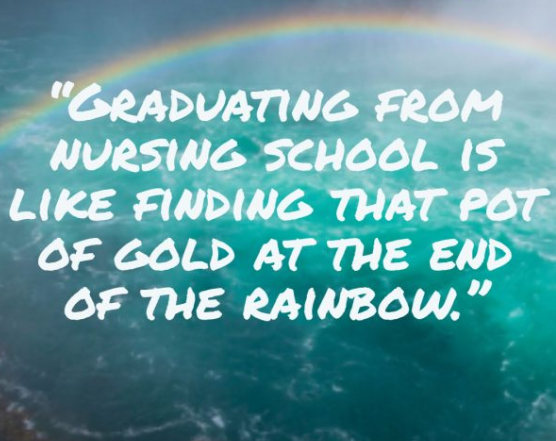 “GRADUATING FROM
NURSING SCHOOL IS
LIKE FINDING THAT POT
OF GOLD AT THE END
OF THE RAINBOW.”